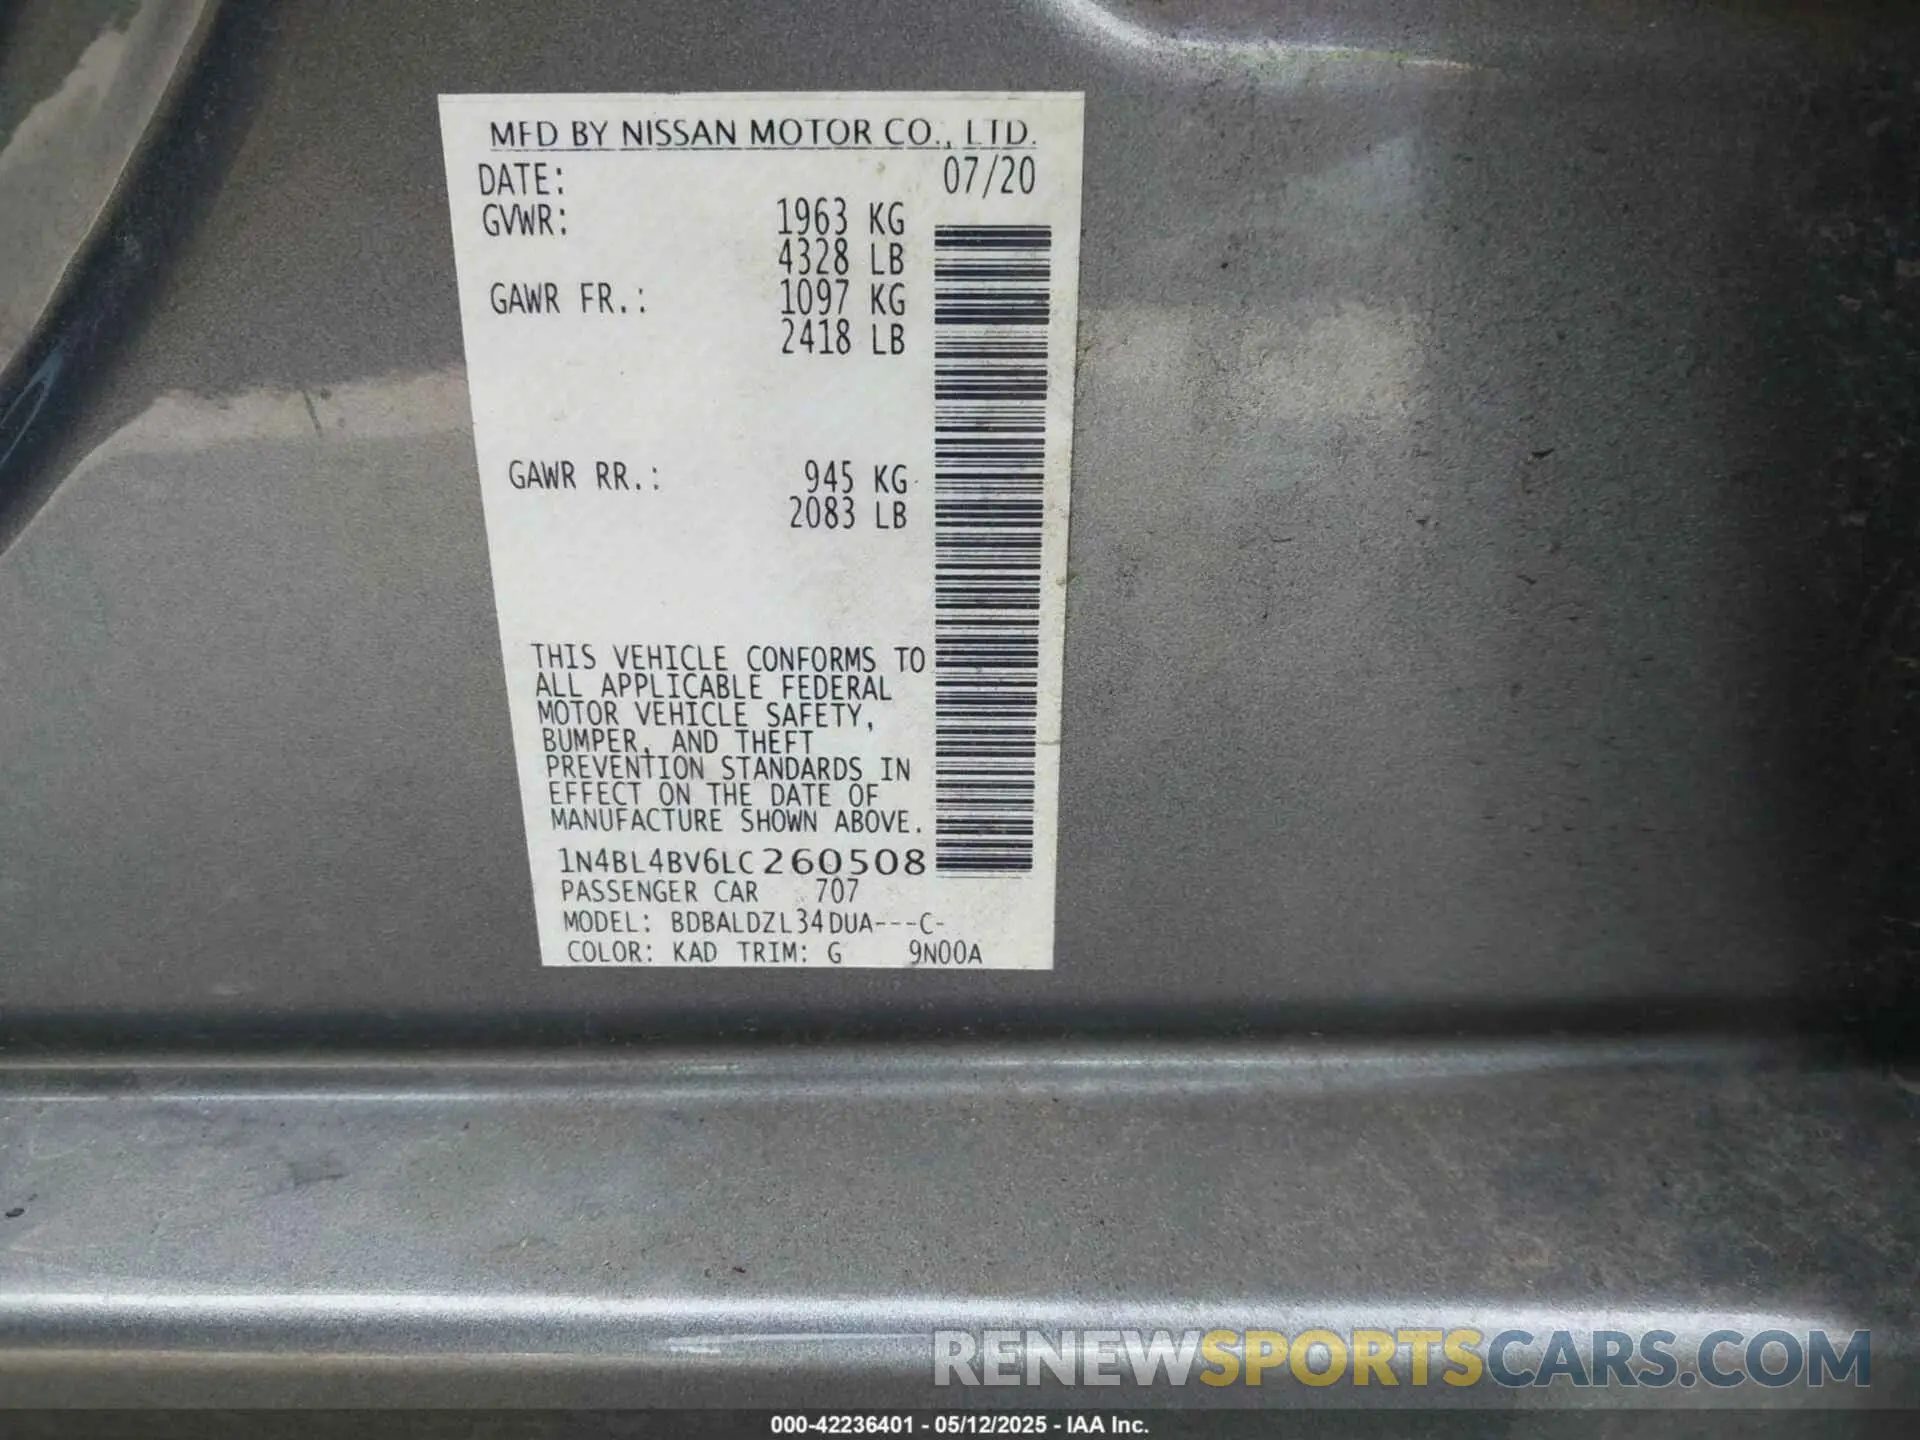 MFD BY NISSAN MOTOR CO., LTD.
DATE: 07/20
GVWR: 1963 KG
4328 LB
GAWR FR.: 1097 KG
2418 LB
GAWR RR.: 945 KG
2083 LB
THIS VEHICLE CONFORMS TO
ALL APPLICABLE FEDERAL
MOTOR VEHICLE SAFETY,
BUMPER, AND THEFT
PREVENTION STANDARDS IN
EFFECT ON THE DATE OF
MANUFACTURE SHOWN ABOVE.
1N4BL4BV6LC260508
PASSENGER CAR 707
MODEL: BDBALDZL34DUA---C-
COLOR: KAD TRIM: G 9N00A
RENEWSPORTSCARS.COM
000-42236401 - 05/12/2025 - IAA Inc.